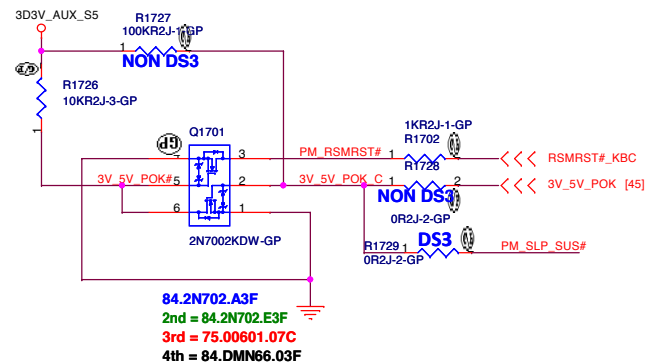 3D3V_AUX_S5
R1727
100KR2J-1-GP
1
NON DS3
R1726
10KR2J-3-GP
1
GP
Q1701
3
PM_RSMRST#
1KR2J-1-GP
R1702
1
RSMRST#_KBC
R1728
3V_5V_POK#
5
2
3V_5V_POK_C
1
2
3V_5V_POK [45]
NON DS3
0R2J-2-GP
6
1
2N7002KDW-GP
DS3
R1729
1
0R2J-2-GP
PM_SLP_SUS#
84.2N702.A3F
2nd = 84.2N702.E3F
3rd = 75.00601.07C
4th = 84.DMN66.03F